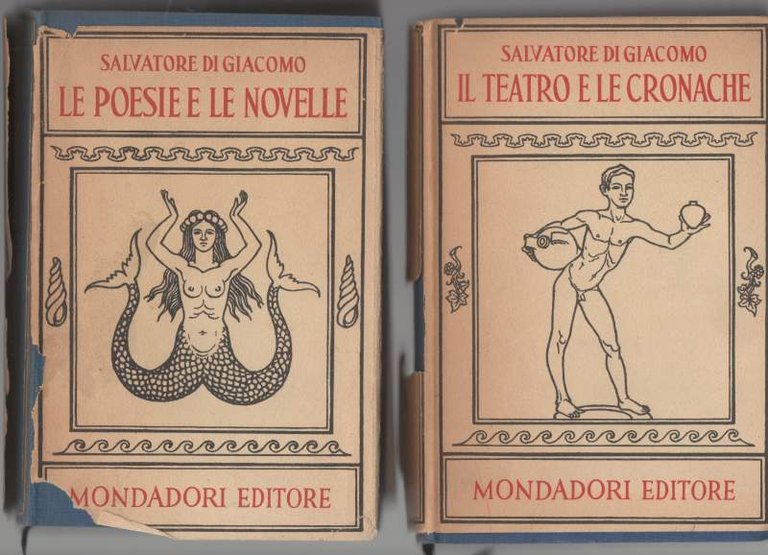 SALVATORE DI GIACOMO
LE POESIE E LE NOVELLE
MONDADORI EDITORE
SALVATORE DI GIACOMO
IL TEATRO E LE CRONACHE
MONDADORI EDITORE